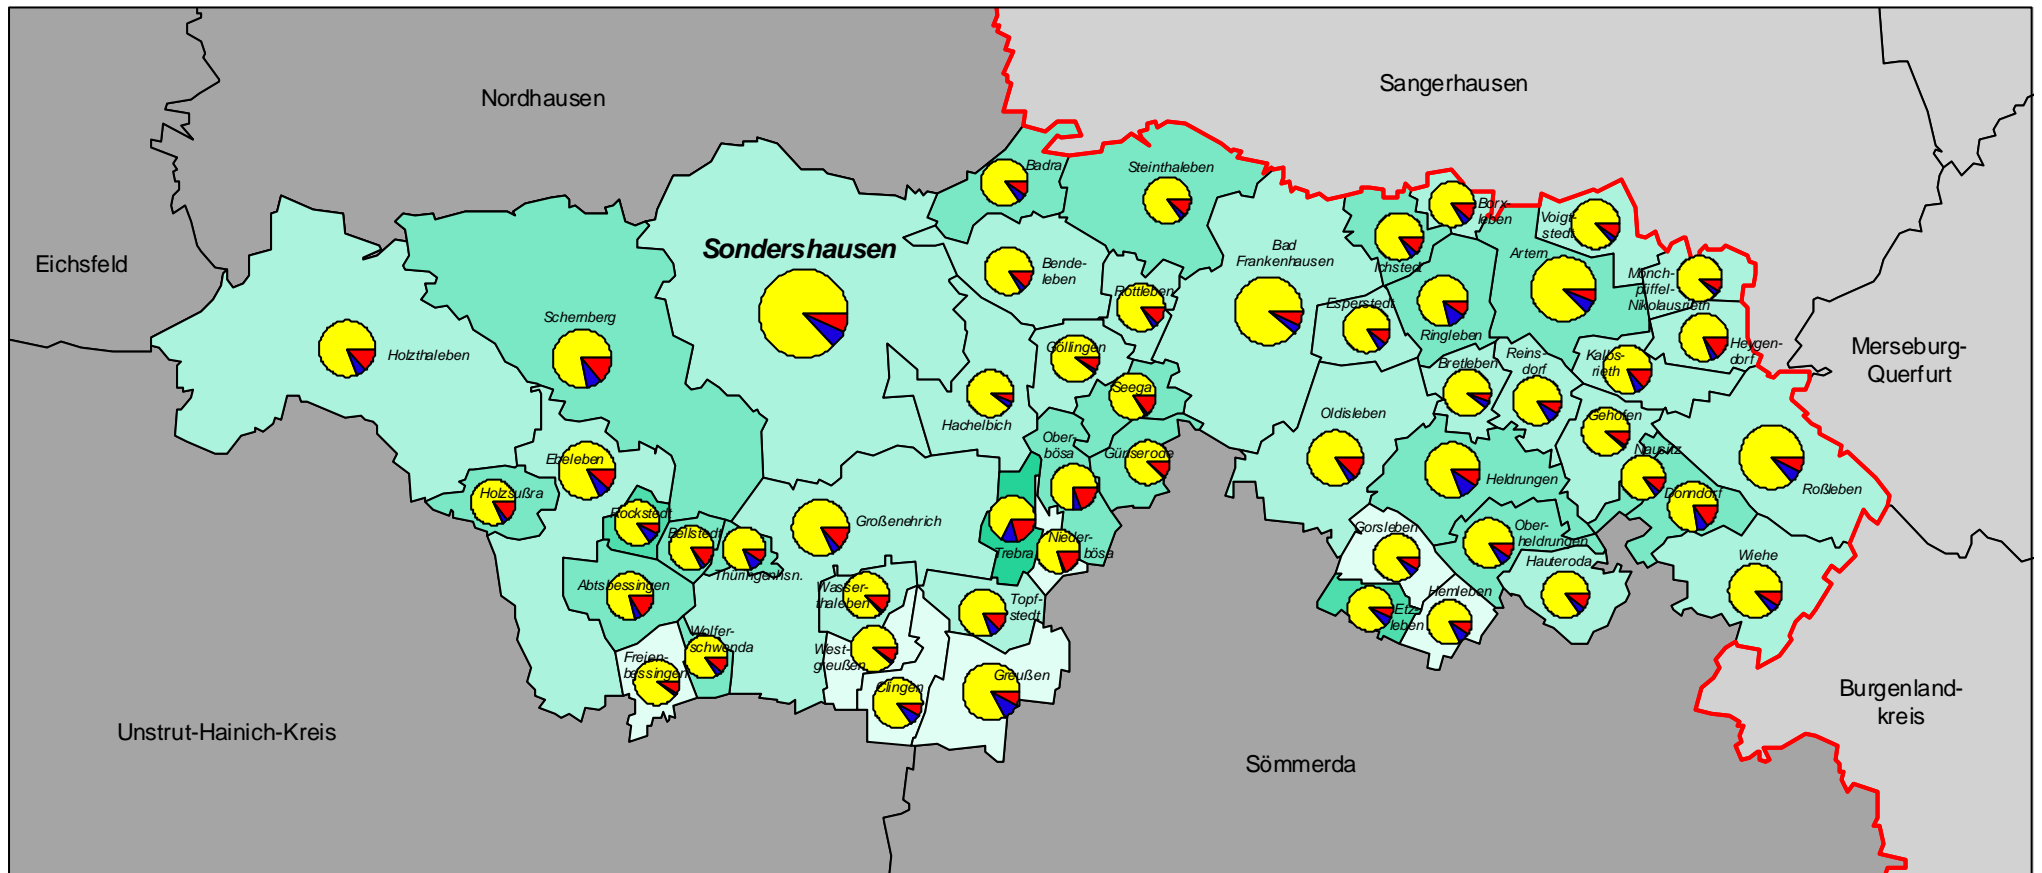 Nordhausen
Sangerhausen
Eichsfeld
Merseburg-
Querfurt
Burgenland-
kreis
Unstrut-Hainich-Kreis
Sömmerda
Sondershausen
Badra
Steinthaleben
Bende-
leben
Rottleben
Bad
Frankenhausen
Ichstedt
Borx-
leben
Voigt-
stedt
Artern
Mönch-
pfiffel-
Nikolausrieth
Heygen-
dorf
Esperstedt
Ringleben
Schernberg
Holzthaleben
Göllingen
Seega
Hachelbich
Bretleben
Reins-
dorf
Kalbs-
rieth
Gehofen
Oldisleben
Ober-
bösa
Günserode
Nausitz
Donndorf
Roßleben
Heldrungen
Ebeleben
Holzsußra
Rockstedt
Bellstedt
Thüringenhsn.
Großenehrich
Trebra
Nieder-
bösa
Gorsleben
Ober-
heldrungen
Hauteroda
Wiehe
Abtsbessingen
Wasser-
thaleben
Topf-
stedt
Etz-
leben
Hemleben
Wolfer-
schwenda
Freien-
bessingen
West-
greußen
Clingen
Greußen